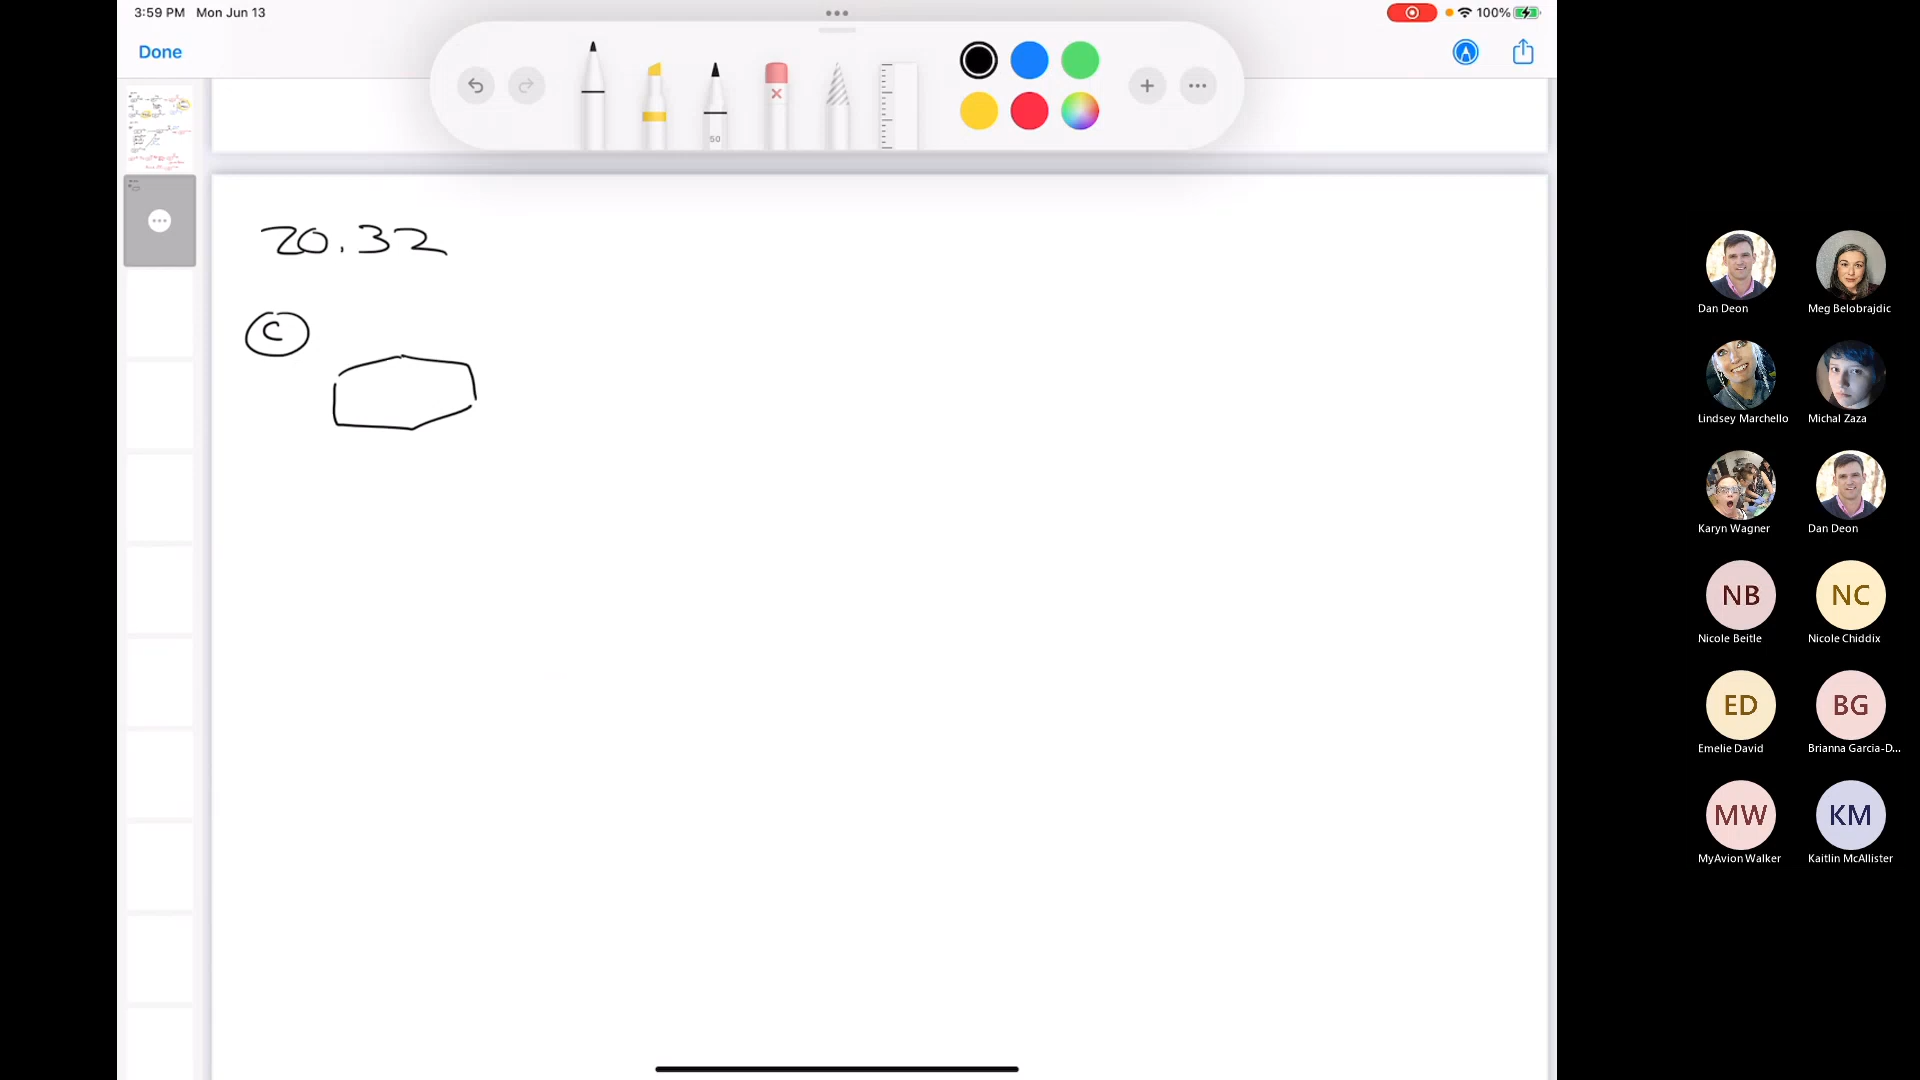 3:59 PM Mon Jun 13
100%
Done
50
20.32
C
Dan Deon
Meg Belobrajdic
Lindsey Marchello
Michal Zaza
Karyn Wagner
Dan Deon
NB
NC
Nicole Beitle
Nicole Chiddix
ED
BG
Emelie David
Brianna Garcia-D...
MW
KM
MyAvion Walker
Kaitlin McAllister